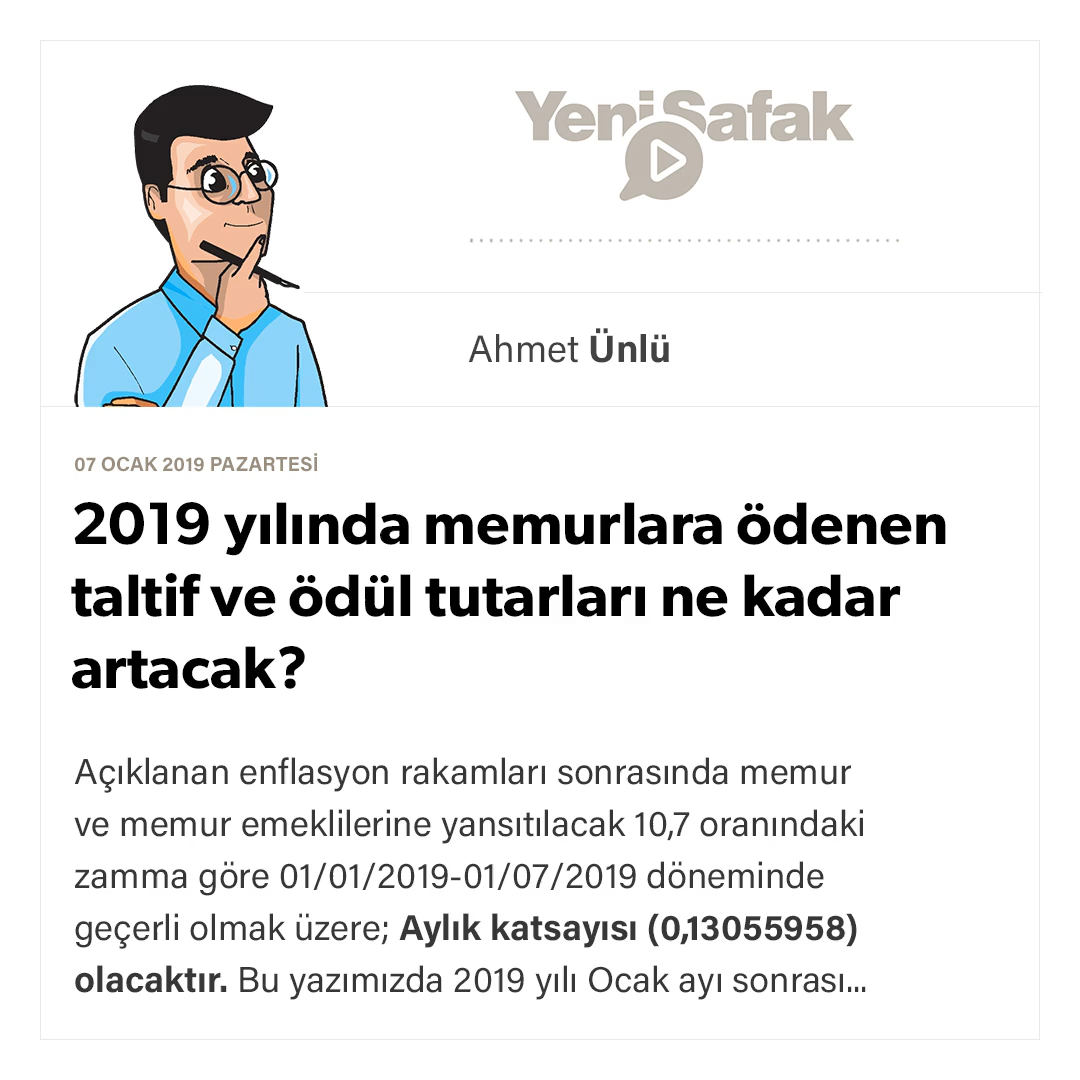 Yeni Safak
Ahmet Ünlü
07 OCAK 2019 PAZARTESİ
2019 yılında memurlara ödenen
taltif ve ödül tutarları ne kadar
artacak?
Açıklanan enflasyon rakamları sonrasında memur
ve memur emeklilerine yansıtılacak 10,7 oranındaki
zamma göre 01/01/2019-01/07/2019 döneminde
geçerli olmak üzere; Aylık katsayısı (0,13055958)
olacaktır. Bu yazımızda 2019 yılı Ocak ayı sonrası...